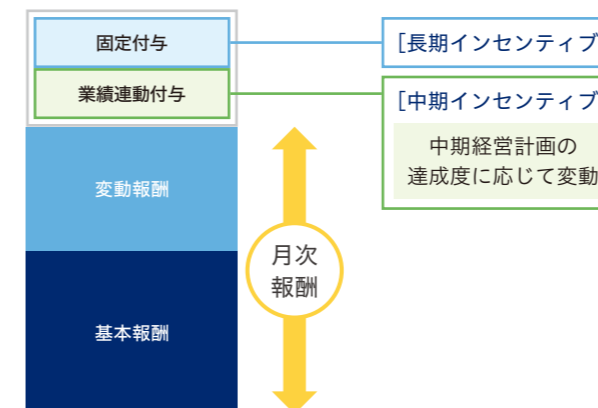 固定付与
業績連動付与
変動報酬
基本報酬
月次
報酬
[長期インセンティブ
[中期インセンティブ
中期経営計画の
達成度に応じて変動